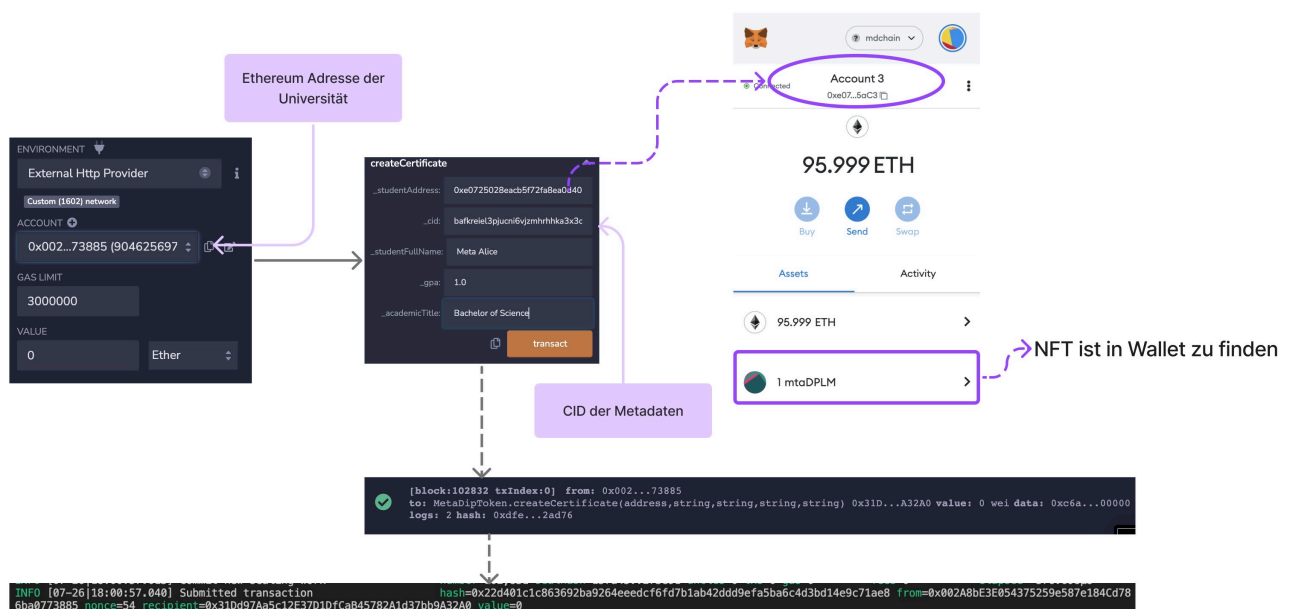 Ethereum Adresse der
Universität
ENVIRONMENT
External Http Provider
i
Custom (1602) network
ACCOUNT
0x002...73885 (904625697
GAS LIMIT
3000000
VALUE
0
Ether
createCertificate
_studentAddress:
0xe0725028eacb5f72fa8ea0d40
_cid:
bafkreiel3pjucni6vjzmhrhhka3x3c
_studentFullName:
Meta Alice
_gpa:
1.0
_academicTitle:
Bachelor of Science
transact
CID der Metadaten
? mdchain
Connected
Account 3
0xe07...5aC3
95.999 ETH
Buy
Send
Swap
Assets
Activity
95.999 ETH
1 mtaDPLM
NFT ist in Wallet zu finden
[block:102832 txIndex:0] from: 0x002...73885
to: MetaDipToken.createCertificate(address,string,string,string,string) 0x31D...A32A0 value: 0 wei data: 0xc6a...00000
logs: 2 hash: 0xdfe...2ad76
INFO [07-26|18:00:57.040] Submitted transaction hash=0x22d401c1c863692ba9264eeedcf6fd7b1ab42ddd9efa5ba6c4d3bd14e9c71ae8 from=0x002A8bE3E054375259e587e184Cd78
6ba0773885 nonce=54 recipient=0x31Dd97Aa5c12E37D1DfCaB45782A1d37bb9A32A0 value=0